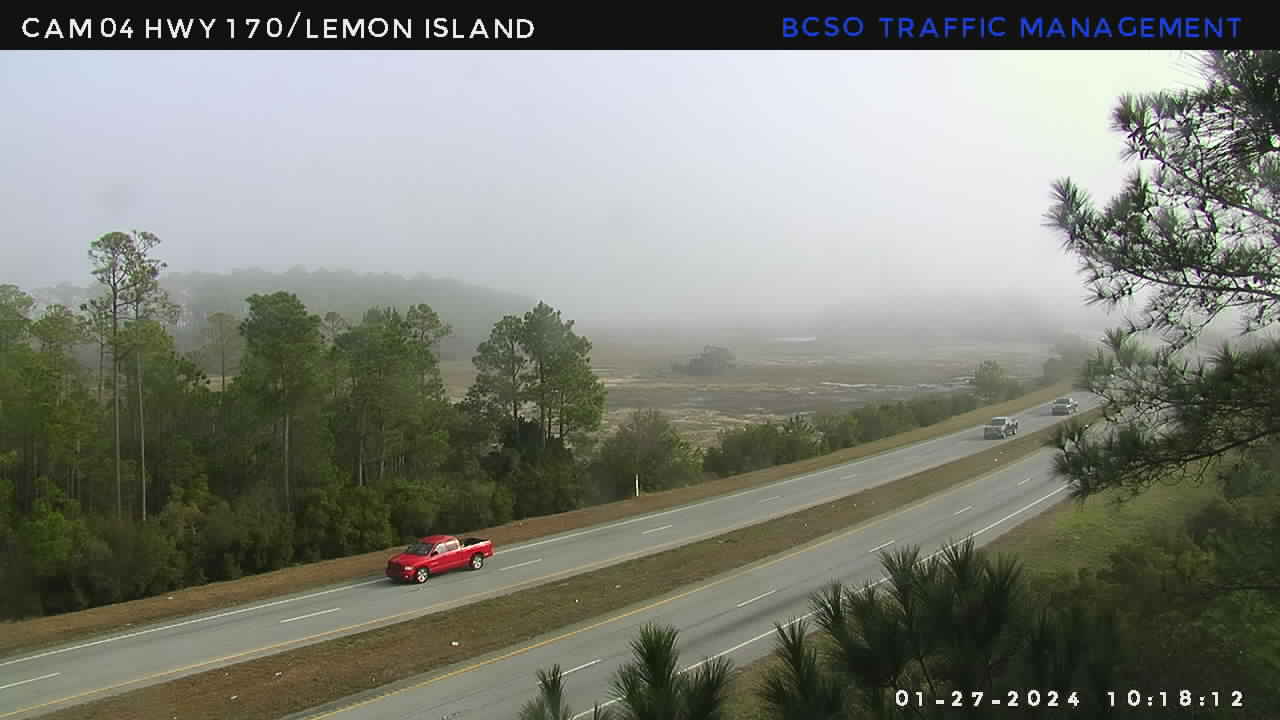 CAM04 HWY 170/LEMON ISLAND
BCSO TRAFFIC MANAGEMENT
01-27-2024 10:18:12